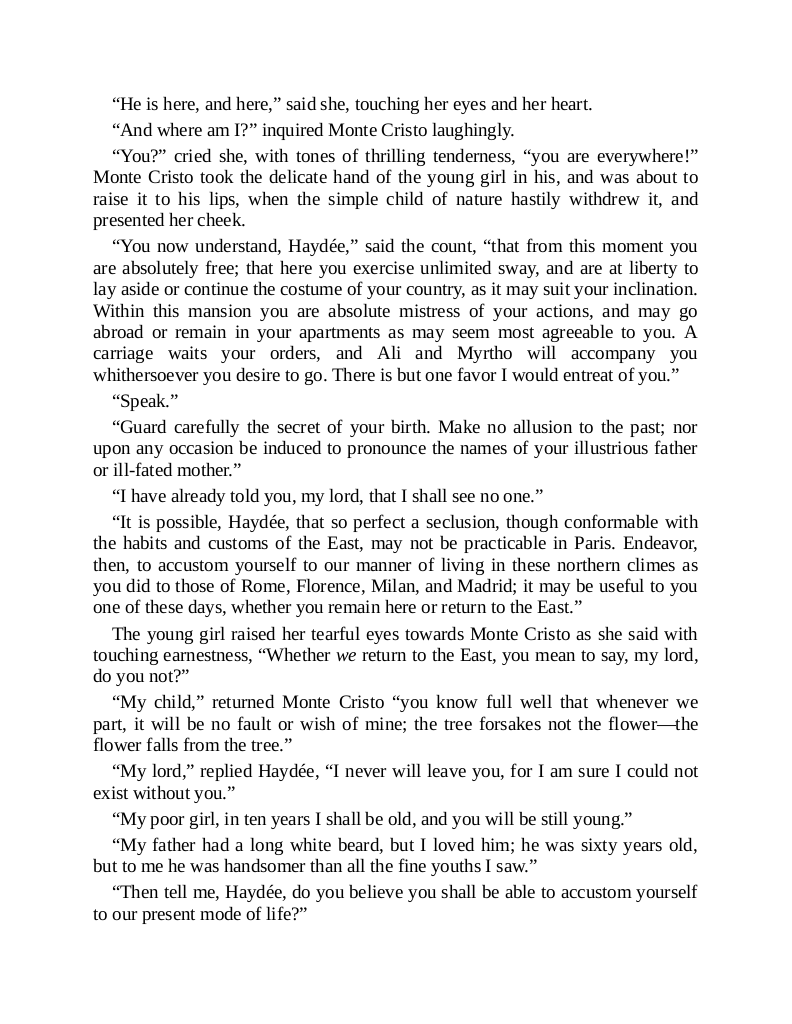 “He is here, and here,” said she, touching her eyes and her heart.
“And where am I?” inquired Monte Cristo laughingly.
“You?” cried she, with tones of thrilling tenderness, “you are everywhere!”
Monte Cristo took the delicate hand of the young girl in his, and was about to
raise it to his lips, when the simple child of nature hastily withdrew it, and
presented her cheek.
“You now understand, Haydée,” said the count, “that from this moment you
are absolutely free; that here you exercise unlimited sway, and are at liberty to
lay aside or continue the costume of your country, as it may suit your inclination.
Within this mansion you are absolute mistress of your actions, and may go
abroad or remain in your apartments as may seem most agreeable to you. A
carriage waits your orders, and Ali and Myrtho will accompany you
whithersoever you desire to go. There is but one favor I would entreat of you.”
“Speak.”
“Guard carefully the secret of your birth. Make no allusion to the past; nor
upon any occasion be induced to pronounce the names of your illustrious father
or ill-fated mother.”
“I have already told you, my lord, that I shall see no one.”
“It is possible, Haydée, that so perfect a seclusion, though conformable with
the habits and customs of the East, may not be practicable in Paris. Endeavor,
then, to accustom yourself to our manner of living in these northern climes as
you did to those of Rome, Florence, Milan, and Madrid; it may be useful to you
one of these days, whether you remain here or return to the East.”
The young girl raised her tearful eyes towards Monte Cristo as she said with
touching earnestness, “Whether we return to the East, you mean to say, my lord,
do you not?”
“My child,” returned Monte Cristo “you know full well that whenever we
part, it will be no fault or wish of mine; the tree forsakes not the flower—the
flower falls from the tree.”
“My lord,” replied Haydée, “I never will leave you, for I am sure I could not
exist without you.”
“My poor girl, in ten years I shall be old, and you will be still young.”
“My father had a long white beard, but I loved him; he was sixty years old,
but to me he was handsomer than all the fine youths I saw.”
“Then tell me, Haydée, do you believe you shall be able to accustom yourself
to our present mode of life?”